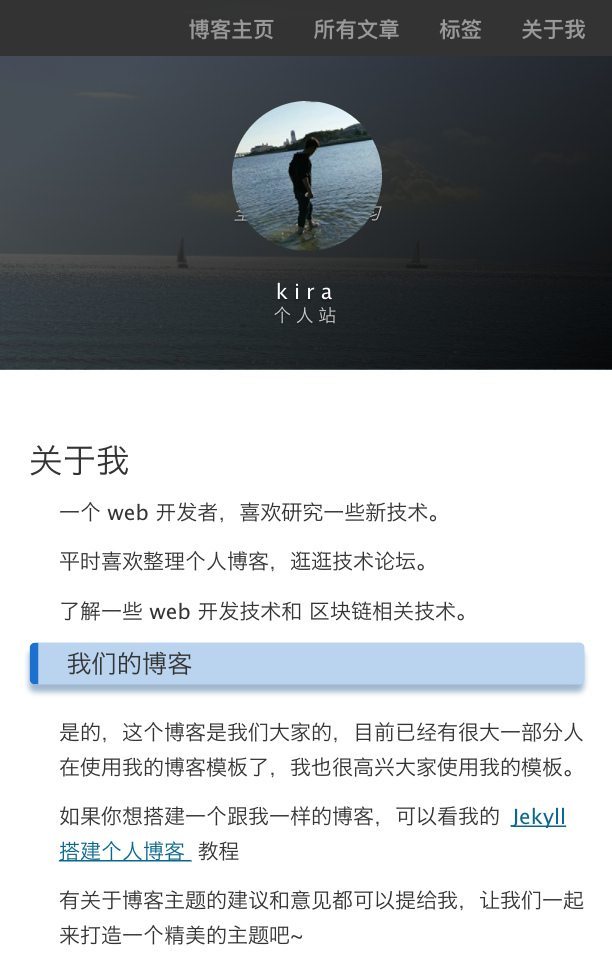 博客主页 所有文章 标签 关于我
kira
个人站
关于我
一个 web 开发者，喜欢研究一些新技术。
平时喜欢整理个人博客，逛逛技术论坛。
了解一些 web 开发技术和 区块链相关技术。
我们的博客
是的，这个博客是我们大家的，目前已经有很大一部分人
在使用我的博客模板了，我也很高兴大家使用我的模板。
如果你想搭建一个跟我一样的博客，可以看我的 Jekyll
搭建个人博客 教程
有关于博客主题的建议和意见都可以提给我，让我们一起
来打造一个精美的主题吧~